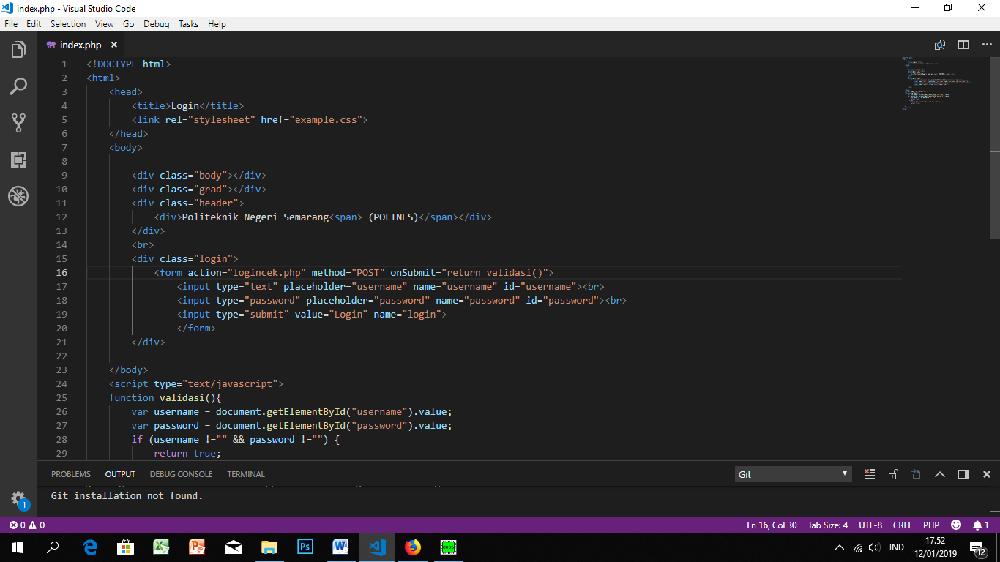 index.php - Visual Studio Code
File Edit Selection View Go Debug Tasks Help
index.php
1 <!DOCTYPE html>
2 <html>
3 <head>
4 <title>Login</title>
5 <link rel="stylesheet" href="example.css">
6 </head>
7 <body>
8
9 <div class="body"></div>
10 <div class="grad"></div>
11 <div class="header">
12 <div>Politeknik Negeri Semarang<span> (POLINES)</span></div>
13 </div>
14 <br>
15 <div class="login">
16 <form action="logincek.php" method="POST" onSubmit="return validasi()">
17 <input type="text" placeholder="username" name="username" id="username"><br>
18 <input type="password" placeholder="password" name="password" id="password"><br>
19 <input type="submit" value="Login" name="login">
20 </form>
21 </div>
22
23 </body>
24 <script type="text/javascript">
25 function validasi(){
26 var username = document.getElementById("username").value;
27 var password = document.getElementById("password").value;
28 if (username !="" && password !="") {
29 return true;
PROBLEMS OUTPUT DEBUG CONSOLE TERMINAL Git
Git installation not found.
1
0 0 Ln 16, Col 30 Tab Size: 4 UTF-8 CRLF PHP 1
IND 17.52
12/01/2019 12